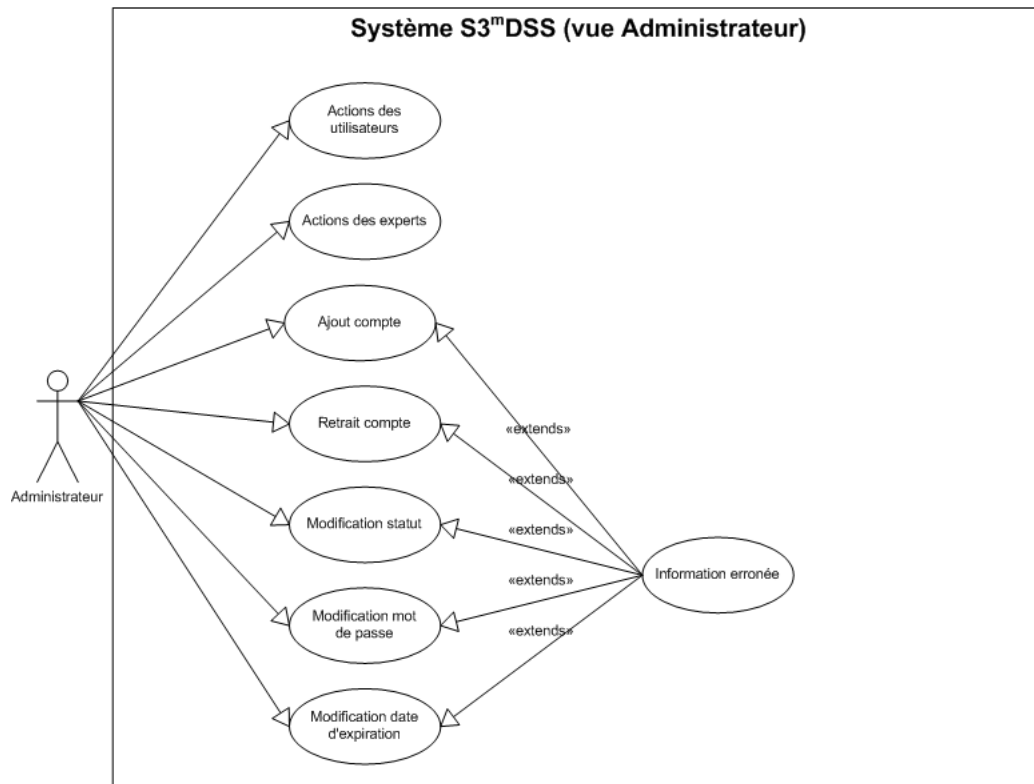 Système S3ᵐDSS (vue Administrateur)
Actions des
utilisateurs
Actions des experts
Ajout compte
Retrait compte
«extends»
«extends»
Administrateur
Modification statut
«extends»
Information erronée
«extends»
Modification mot
de passe
«extends»
Modification date
d'expiration